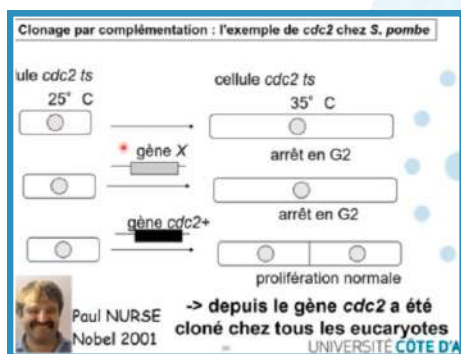 Clonage par complémentation : l'exemple de cdc2 chez S. pombe
lule cdc2 ts
cellule cdc2 ts
25° C
35° C
gène X
arrêt en G2
arrêt en G2
gène cdc2+
prolifération normale
Paul NURSE
Nobel 2001
-> depuis le gène cdc2 a été
cloné chez tous les eucaryotes
UNIVERSITÉ CÔTE D'A